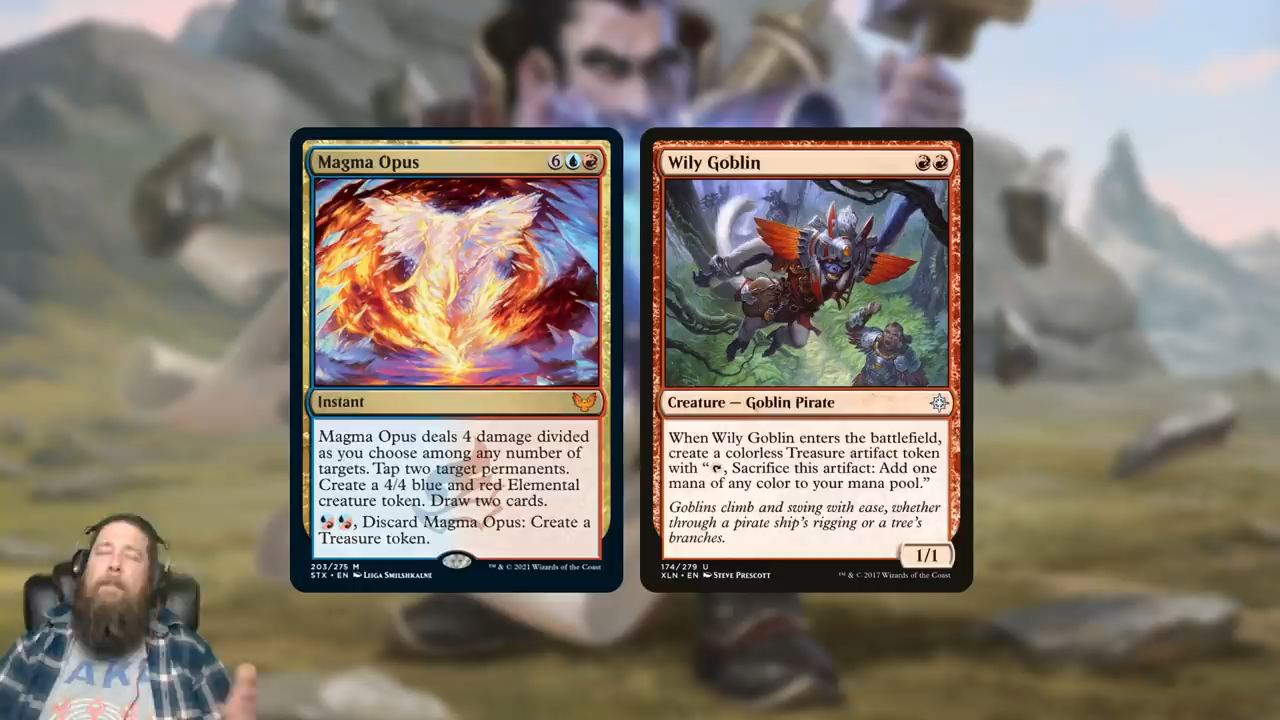 Magma Opus
6
Instant
Magma Opus deals 4 damage divided
as you choose among any number of
targets. Tap two target permanents.
Create a 4/4 blue and red Elemental
creature token. Draw two cards.
, Discard Magma Opus: Create a
Treasure token.
203/275 M
STX • EN Liiga Smilshkalne
™ & © 2021 Wizards of the Coast
Wily Goblin
Creature — Goblin Pirate
When Wily Goblin enters the battlefield,
create a colorless Treasure artifact token
with “, Sacrifice this artifact: Add one
mana of any color to your mana pool.”
Goblins climb and swing with ease, whether
through a pirate ship's rigging or a tree's
branches.
1/1
174/279 U
XLN • EN Steve Prescott
™ & © 2017 Wizards of the Coast